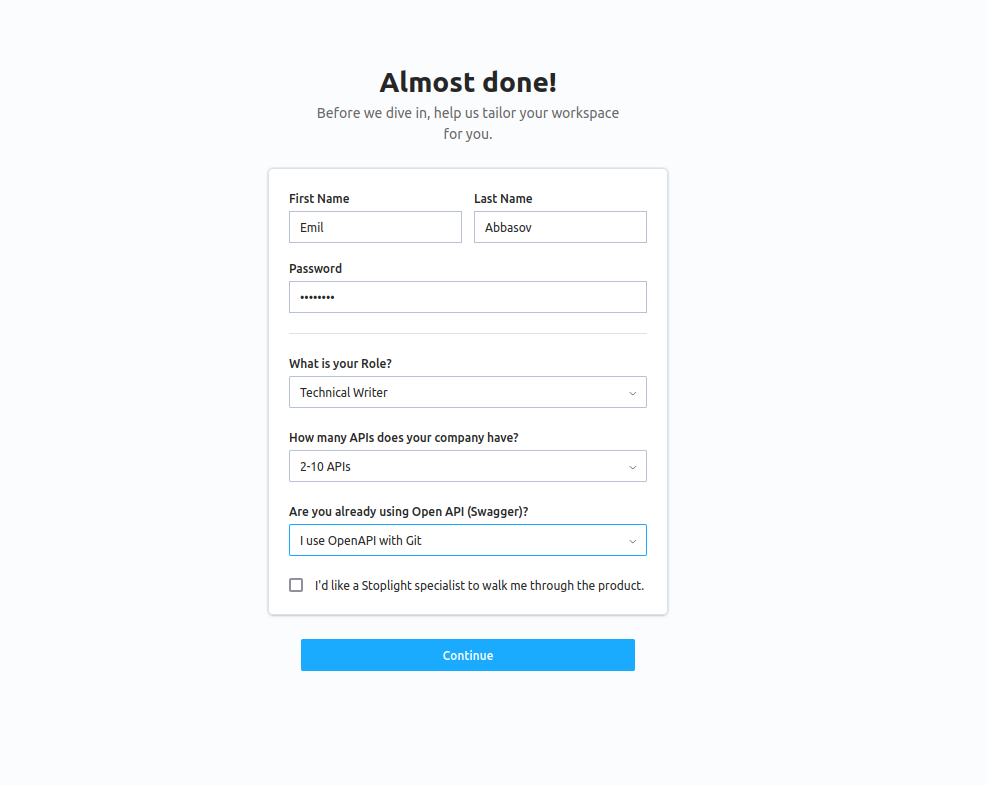 Almost done!
Before we dive in, help us tailor your workspace
for you.
First Name
Last Name
Emil
Abbasov
Password
••••••••
What is your Role?
Technical Writer
How many APIs does your company have?
2-10 APIs
Are you already using Open API (Swagger)?
I use OpenAPI with Git
I'd like a Stoplight specialist to walk me through the product.
Continue